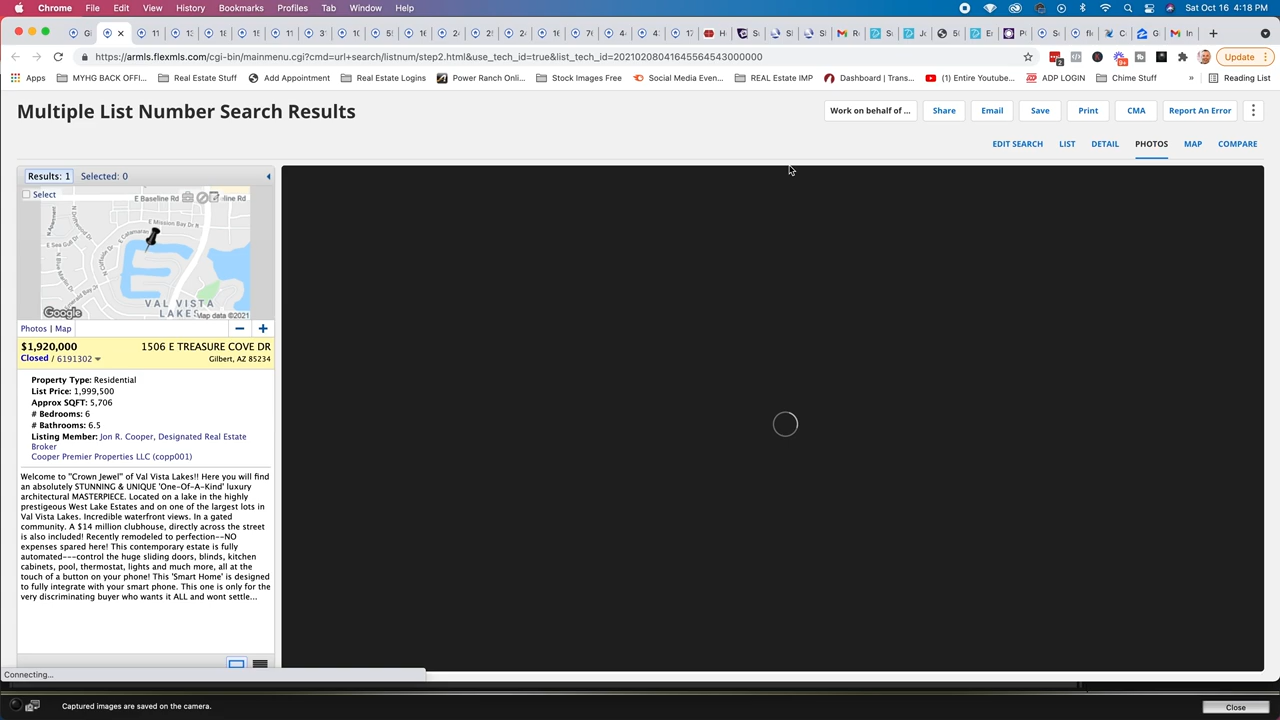 Chrome File Edit View History Bookmarks Profiles Tab Window Help
Sat Oct 16 4:18 PM
https://armls.flexmls.com/cgi-bin/mainmenu.cgi?cmd=url+search/listnum/step2.html&use_tech_id=true&list_tech_id=20210208041645564543000000
Update
Apps MYHG BACK OFFI... Real Estate Stuff Add Appointment Real Estate Logins Power Ranch Onli... Stock Images Free Social Media Even... REAL Estate IMP Dashboard | Trans... (1) Entire Youtube... ADP LOGIN Chime Stuff » Reading List
Multiple List Number Search Results
Work on behalf of ... Share Email Save Print CMA Report An Error
EDIT SEARCH LIST DETAIL PHOTOS MAP COMPARE
Results: 1 Selected: 0
Select
E Baseline Rd
line Rd
E Mission Bay Dr
VAL VISTA
LAKES
Google
Map data ©2021
Photos | Map
$1,920,000 1506 E TREASURE COVE DR
Closed / 6191302 Gilbert, AZ 85234
Property Type: Residential
List Price: 1,999,500
Approx SQFT: 5,706
# Bedrooms: 6
# Bathrooms: 6.5
Listing Member: Jon R. Cooper, Designated Real Estate
Broker
Cooper Premier Properties LLC (copp001)
Welcome to "Crown Jewel" of Val Vista Lakes!! Here you will find
an absolutely STUNNING & UNIQUE 'One-Of-A-Kind' luxury
architectural MASTERPIECE. Located on a lake in the highly
prestigeous West Lake Estates and on one of the largest lots in
Val Vista Lakes. Incredible waterfront views. In a gated
community. A $14 million clubhouse, directly across the street
is also included! Recently remodeled to perfection--NO
expenses spared here! This contemporary estate is fully
automated---control the huge sliding doors, blinds, kitchen
cabinets, pool, thermostat, lights and much more, all at the
touch of a button on your phone! This 'Smart Home' is designed
to fully integrate with your smart phone. This one is only for the
very discriminating buyer who wants it ALL and wont settle...
Connecting...
Captured images are saved on the camera.
Close